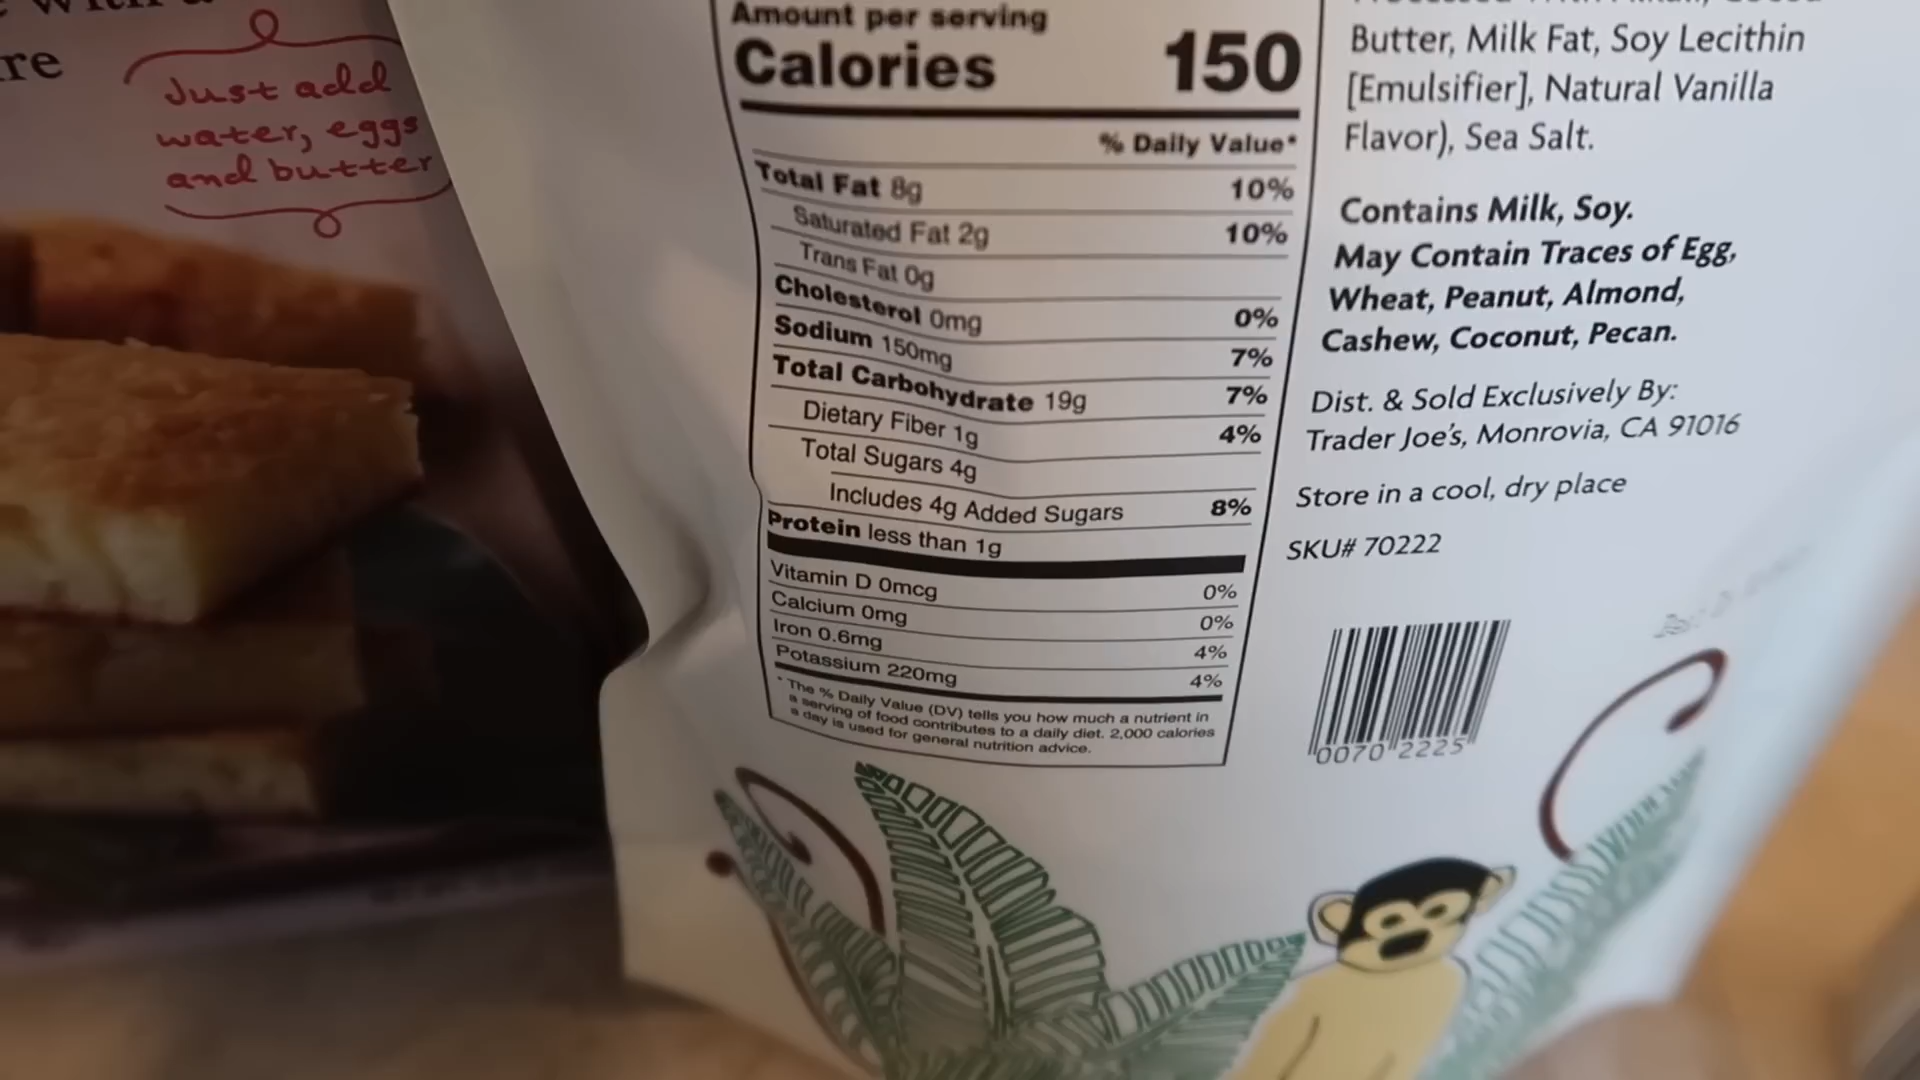 re
Just add
water, eggs
and butter
Amount per serving
Calories 150
% Daily Value*
Total Fat 8g 10%
Saturated Fat 2g 10%
Trans Fat 0g
Cholesterol 0mg 0%
Sodium 150mg 7%
Total Carbohydrate 19g 7%
Dietary Fiber 1g 4%
Total Sugars 4g
Includes 4g Added Sugars 8%
Protein less than 1g
Vitamin D 0mcg 0%
Calcium 0mg 0%
Iron 0.6mg 4%
Potassium 220mg 4%
* The % Daily Value (DV) tells you how much a nutrient in
a serving of food contributes to a daily diet. 2,000 calories
a day is used for general nutrition advice.
Butter, Milk Fat, Soy Lecithin
[Emulsifier], Natural Vanilla
Flavor), Sea Salt.
Contains Milk, Soy.
May Contain Traces of Egg,
Wheat, Peanut, Almond,
Cashew, Coconut, Pecan.
Dist. & Sold Exclusively By:
Trader Joe's, Monrovia, CA 91016
Store in a cool, dry place
SKU# 70222
0070 2225